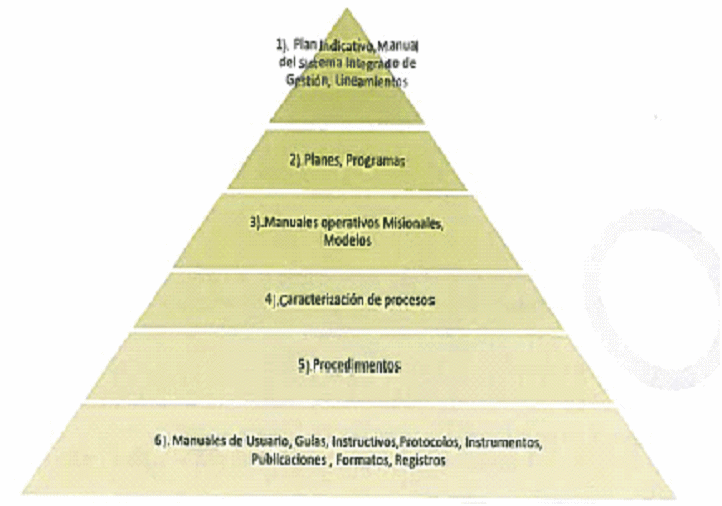 1). Plan Indicativo, Manual
del sistema Integrado de
Gestión, Lineamientos
2).Planes, Programas
3).Manuales operativos Misionales,
Modelos
4).Caracterización de procesos
5).Procedimientos
6). Manuales de Usuario, Guías, Instructivos,Protocolos, Instrumentos,
Publicaciones , Formatos, Registros